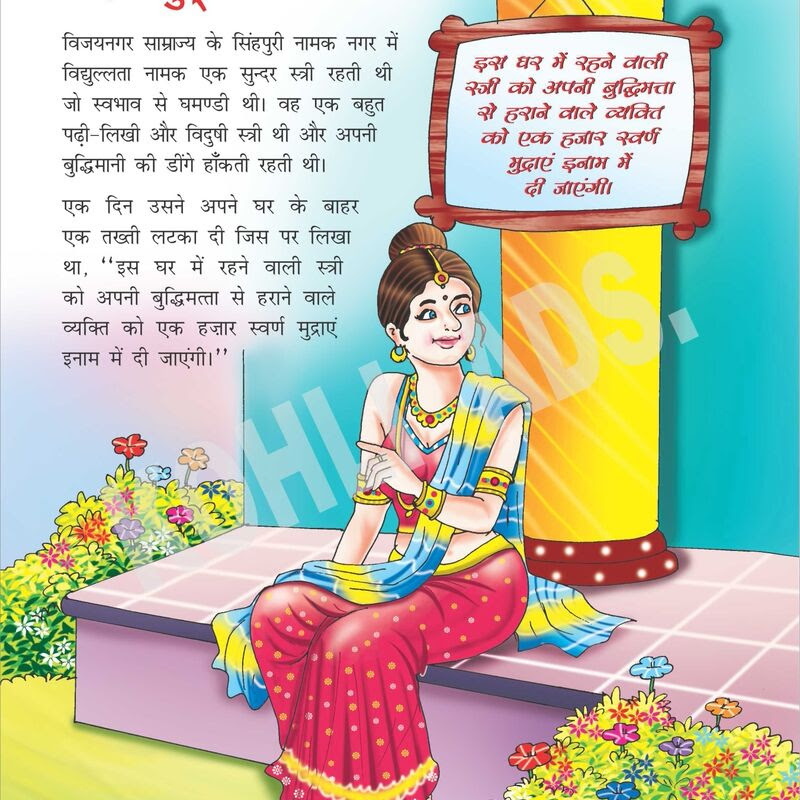 विजयनगर साम्राज्य के सिंहपुरी नामक नगर में
विद्युल्लता नामक एक सुन्दर स्त्री रहती थी
जो स्वभाव से घमण्डी थी। वह एक बहुत
पढ़ी-लिखी और विदुषी स्त्री थी और अपनी
बुद्धिमानी की डींगे हाँकती रहती थी।
एक दिन उसने अपने घर के बाहर
एक तख्ती लटका दी जिस पर लिखा
था, ‘‘इस घर में रहने वाली स्त्री
को अपनी बुद्धिमत्ता से हराने वाले
व्यक्ति को एक हज़ार स्वर्ण मुद्राएं
इनाम में दी जाएंगी।’’
इस घर में रहने वाली
स्त्री को अपनी बुद्धिमत्ता
से हराने वाले व्यक्ति
को एक हजार स्वर्ण
मुद्राएं इनाम में
दी जाएंगी।